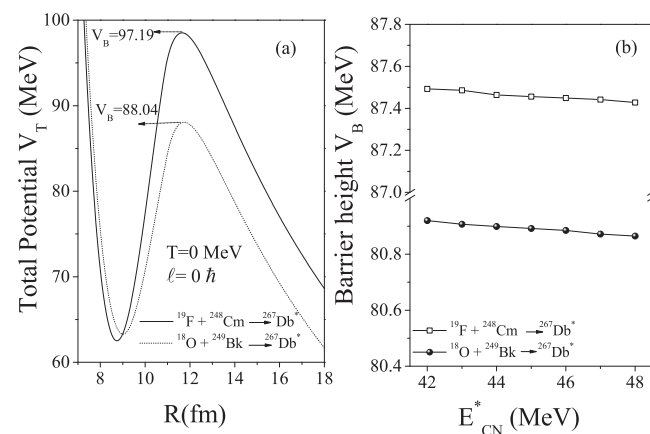 V_B=97.19
V_B=88.04
(a)
Total Potential V_T (MeV)
100
90
80
70
60
T=0 MeV
ℓ= 0 ħ
¹⁹F + ²⁴⁸Cm → ²⁶⁷Db*
¹⁸O + ²⁴⁹Bk → ²⁶⁷Db*
8 10 12 14 16 18
R(fm)
(b)
Barrier height V_B (MeV)
87.8
87.6
87.4
87.2
87.0
80.8
80.6
80.4
¹⁹F + ²⁴⁸Cm → ²⁶⁷Db*
¹⁸O + ²⁴⁹Bk → ²⁶⁷Db*
42 44 46 48
E*_CN (MeV)